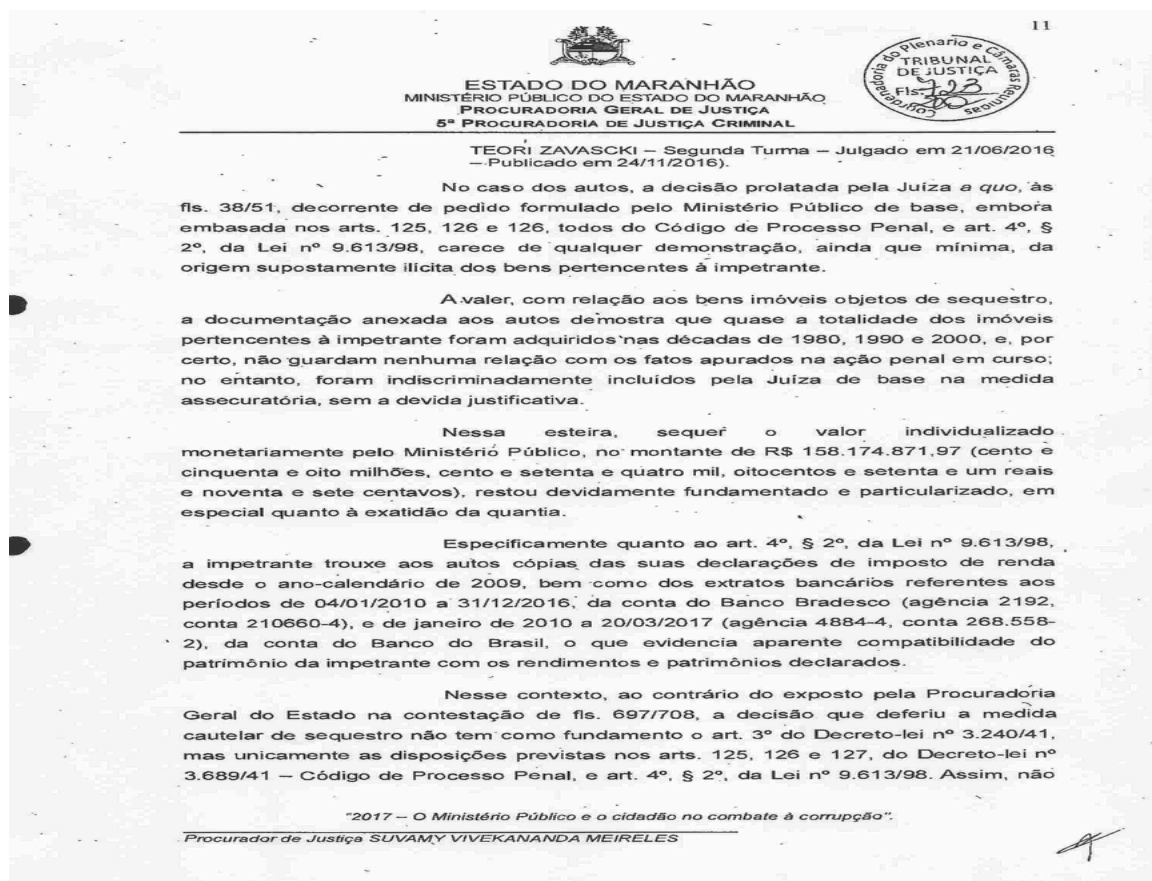 11
ESTADO DO MARANHÃO
MINISTÉRIO PÚBLICO DO ESTADO DO MARANHÃO
PROCURADORIA GERAL DE JUSTIÇA
5ª PROCURADORIA DE JUSTIÇA CRIMINAL
Coordenadoria do Plenario e Câmaras Reunidas
TRIBUNAL
DE JUSTIÇA
Fls. 723
TEORI ZAVASCKI – Segunda Turma – Julgado em 21/06/2016
– Publicado em 24/11/2016).
No caso dos autos, a decisão prolatada pela Juíza a quo, às
fls. 38/51, decorrente de pedido formulado pelo Ministério Público de base, embora
embasada nos arts. 125, 126 e 126, todos do Código de Processo Penal, e art. 4º, §
2º, da Lei nº 9.613/98, carece de qualquer demonstração, ainda que mínima, da
origem supostamente ilícita dos bens pertencentes à impetrante.
A valer, com relação aos bens imóveis objetos de sequestro,
a documentação anexada aos autos demostra que quase a totalidade dos imóveis
pertencentes à impetrante foram adquiridos nas décadas de 1980, 1990 e 2000, e, por
certo, não guardam nenhuma relação com os fatos apurados na ação penal em curso;
no entanto, foram indiscriminadamente incluídos pela Juíza de base na medida
assecuratória, sem a devida justificativa.
Nessa esteira, sequer o valor individualizado
monetariamente pelo Ministério Público, no montante de R$ 158.174.871,97 (cento e
cinquenta e oito milhões, cento e setenta e quatro mil, oitocentos e setenta e um reais
e noventa e sete centavos), restou devidamente fundamentado e particularizado, em
especial quanto à exatidão da quantia.
Especificamente quanto ao art. 4º, § 2º, da Lei nº 9.613/98,
a impetrante trouxe aos autos cópias das suas declarações de imposto de renda
desde o ano-calendário de 2009, bem como dos extratos bancários referentes aos
períodos de 04/01/2010 a 31/12/2016, da conta do Banco Bradesco (agência 2192,
conta 210660-4), e de janeiro de 2010 a 20/03/2017 (agência 4884-4, conta 268.558-
2), da conta do Banco do Brasil, o que evidencia aparente compatibilidade do
patrimônio da impetrante com os rendimentos e patrimônios declarados.
Nesse contexto, ao contrário do exposto pela Procuradoria
Geral do Estado na contestação de fls. 697/708, a decisão que deferiu a medida
cautelar de sequestro não tem como fundamento o art. 3º do Decreto-lei nº 3.240/41,
mas unicamente as disposições previstas nos arts. 125, 126 e 127, do Decreto-lei nº
3.689/41 – Código de Processo Penal, e art. 4º, § 2º, da Lei nº 9.613/98. Assim, não
"2017 – O Ministério Público e o cidadão no combate à corrupção".
Procurador de Justiça SUVAMY VIVEKANANDA MEIRELES